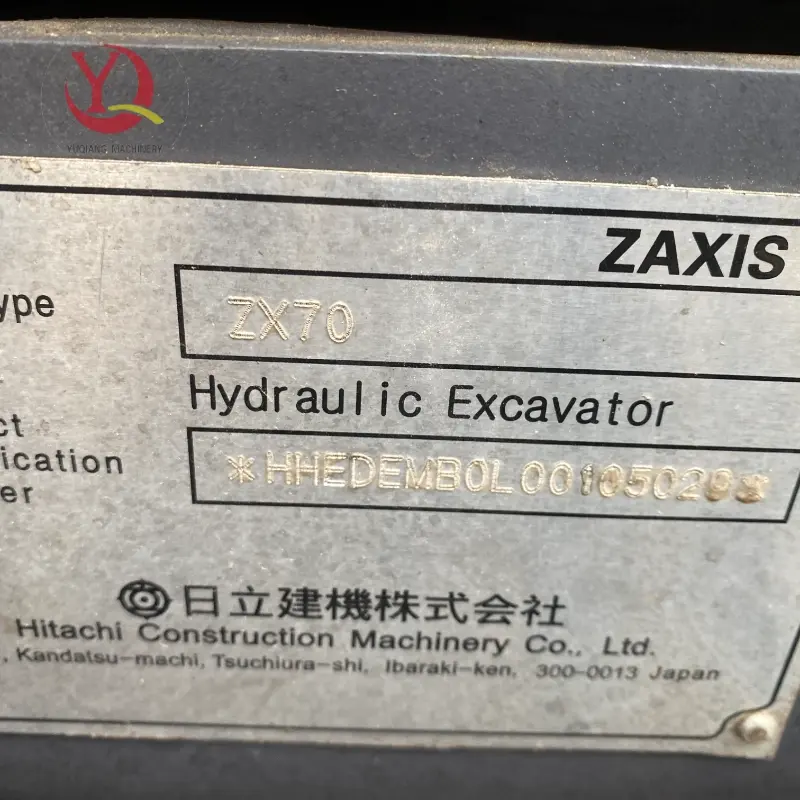 YUQIANG MACHINERY
ZAXIS
ype
ZX70
Hydraulic Excavator
ct
ication
er
*HHEDEMB0L00105020*
日立建機株式会社
Hitachi Construction Machinery Co., Ltd.
, Kandatsu-machi, Tsuchiura-shi, Ibaraki-ken, 300-0013 Japan